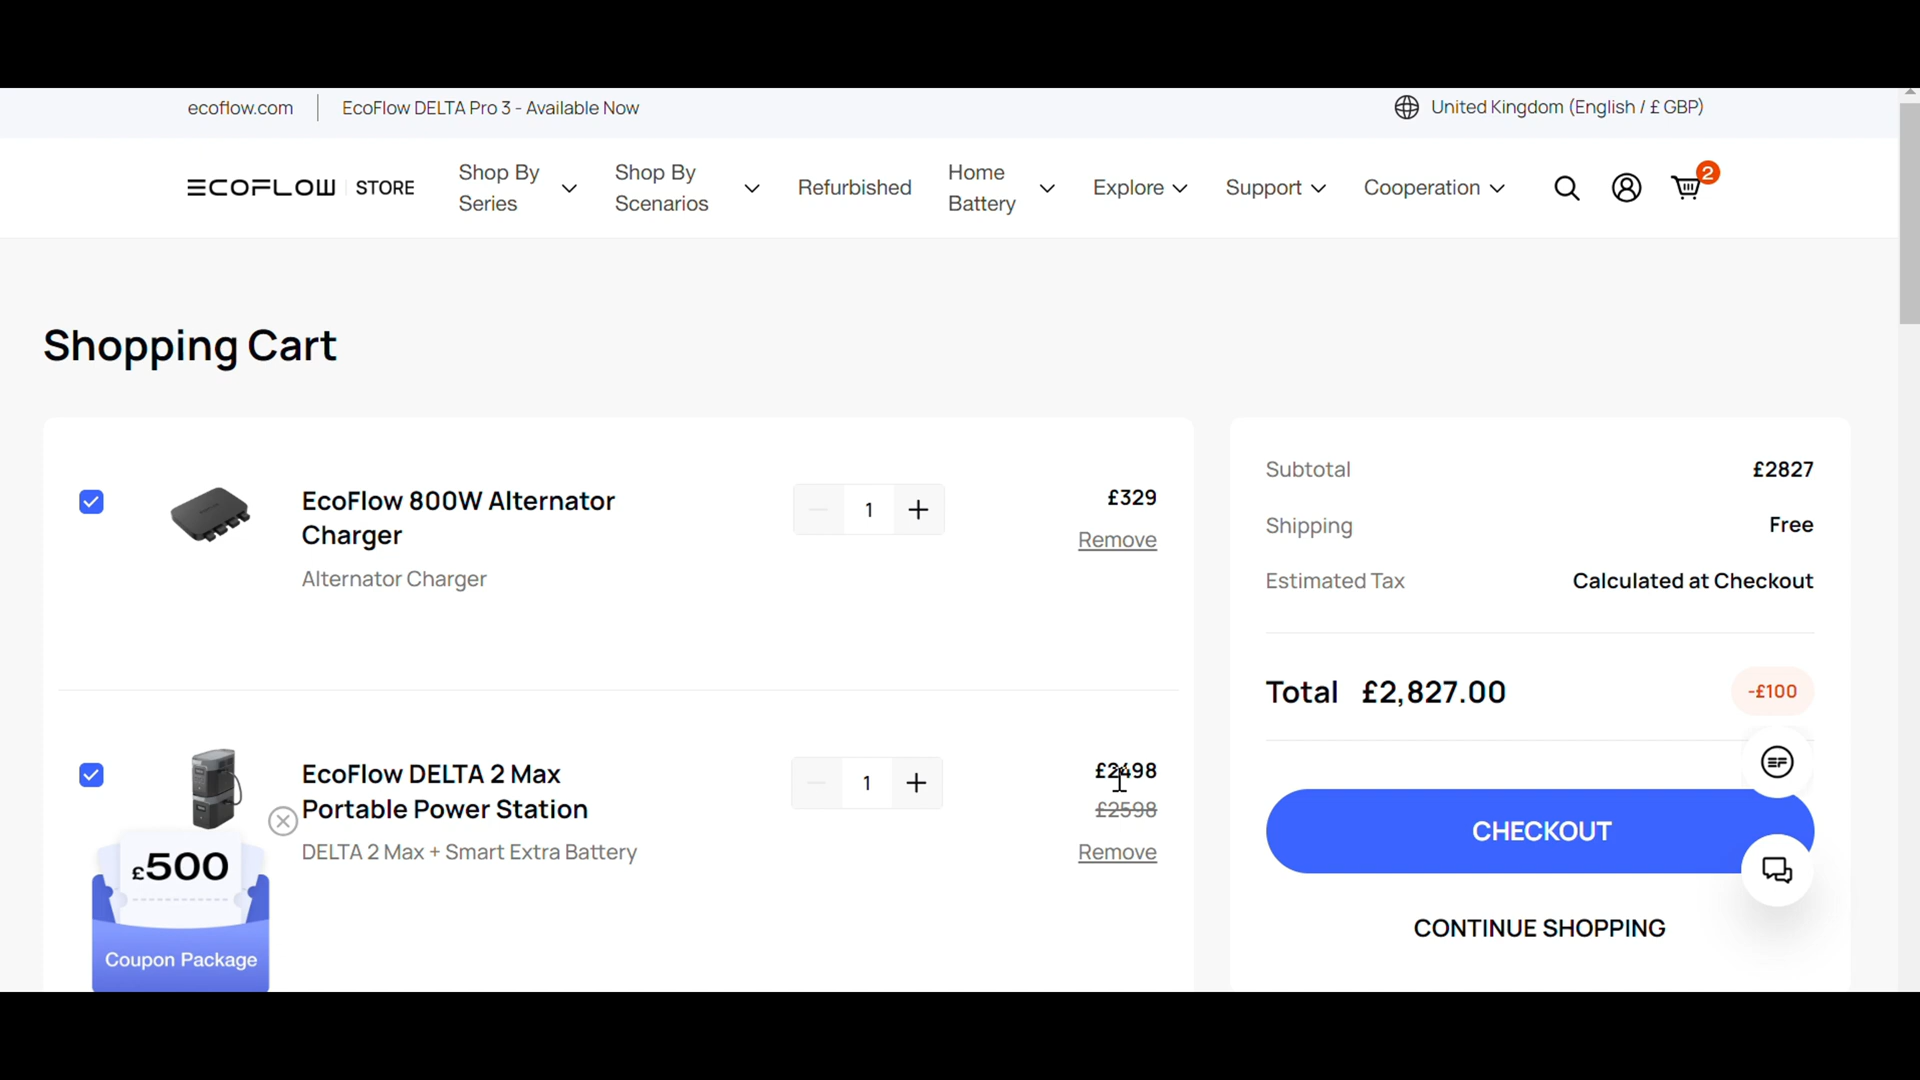 ecoflow.com
EcoFlow DELTA Pro 3 - Available Now
United Kingdom (English / £ GBP)
ECOFLOW STORE
Shop By
Series
Shop By
Scenarios
Refurbished
Home
Battery
Explore
Support
Cooperation
2
Shopping Cart
EcoFlow 800W Alternator
Charger
Alternator Charger
1
£329
Remove
EcoFlow DELTA 2 Max
Portable Power Station
DELTA 2 Max + Smart Extra Battery
1
£2498
£2598
Remove
£500
Coupon Package
Subtotal
£2827
Shipping
Free
Estimated Tax
Calculated at Checkout
Total £2,827.00
-£100
CHECKOUT
CONTINUE SHOPPING